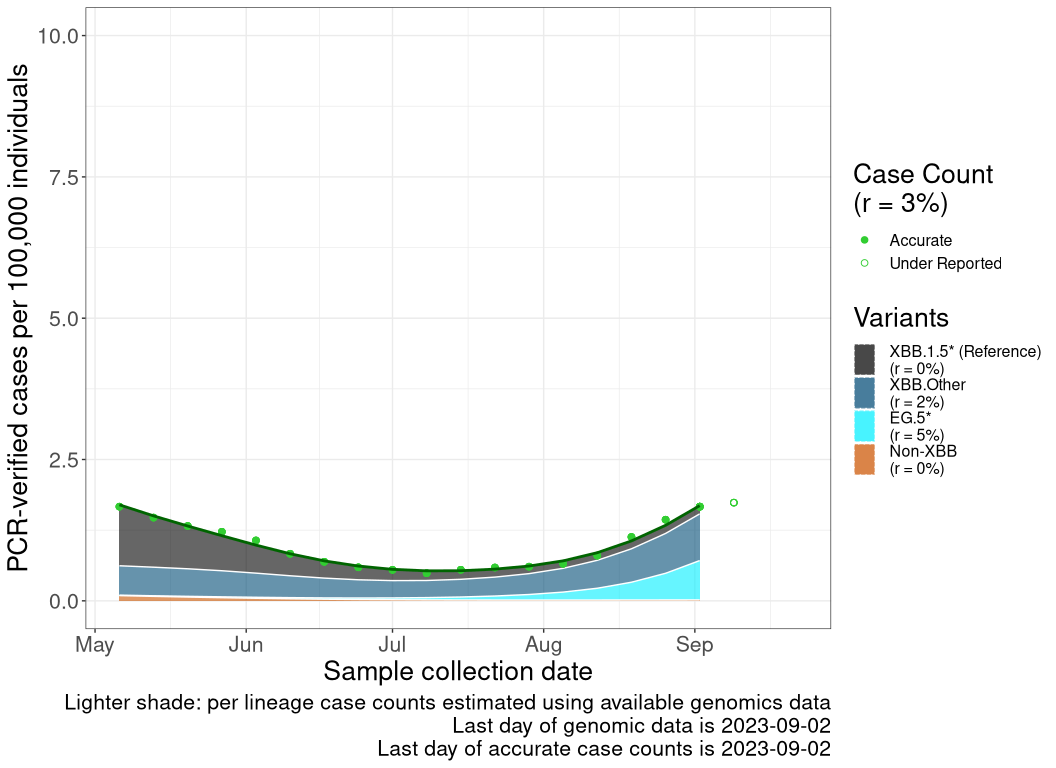 PCR-verified cases per 100,000 individuals
10.0
7.5
5.0
2.5
0.0
May
Jun
Jul
Aug
Sep
Sample collection date
Lighter shade: per lineage case counts estimated using available genomics data
Last day of genomic data is 2023-09-02
Last day of accurate case counts is 2023-09-02
Case Count
(r = 3%)
Accurate
Under Reported
Variants
XBB.1.5* (Reference)
(r = 0%)
XBB.Other
(r = 2%)
EG.5*
(r = 5%)
Non-XBB
(r = 0%)